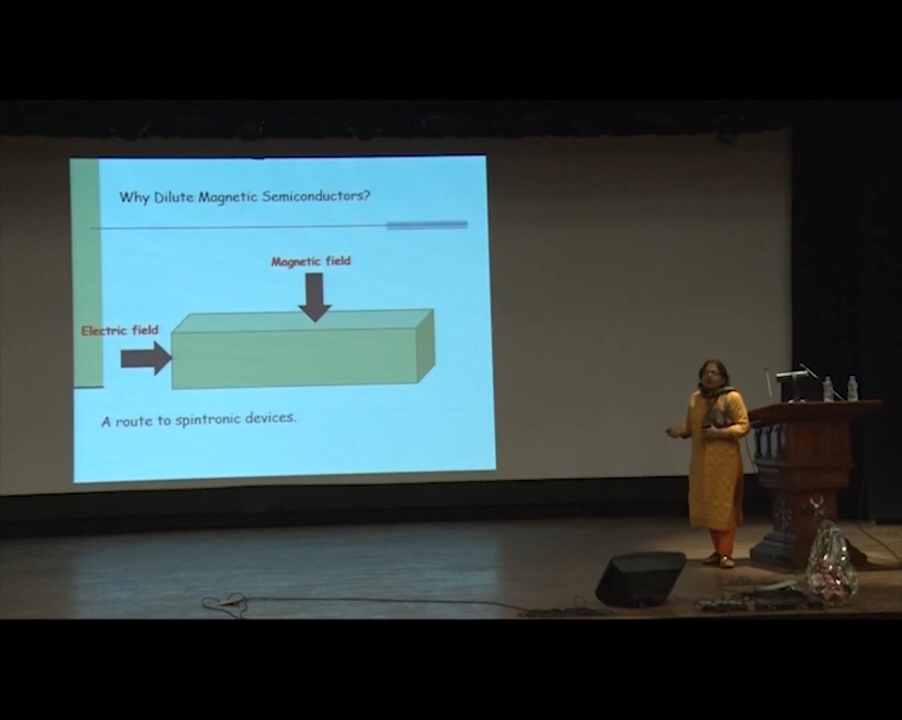 Why Dilute Magnetic Semiconductors?
Magnetic field
Electric field
A route to spintronic devices.